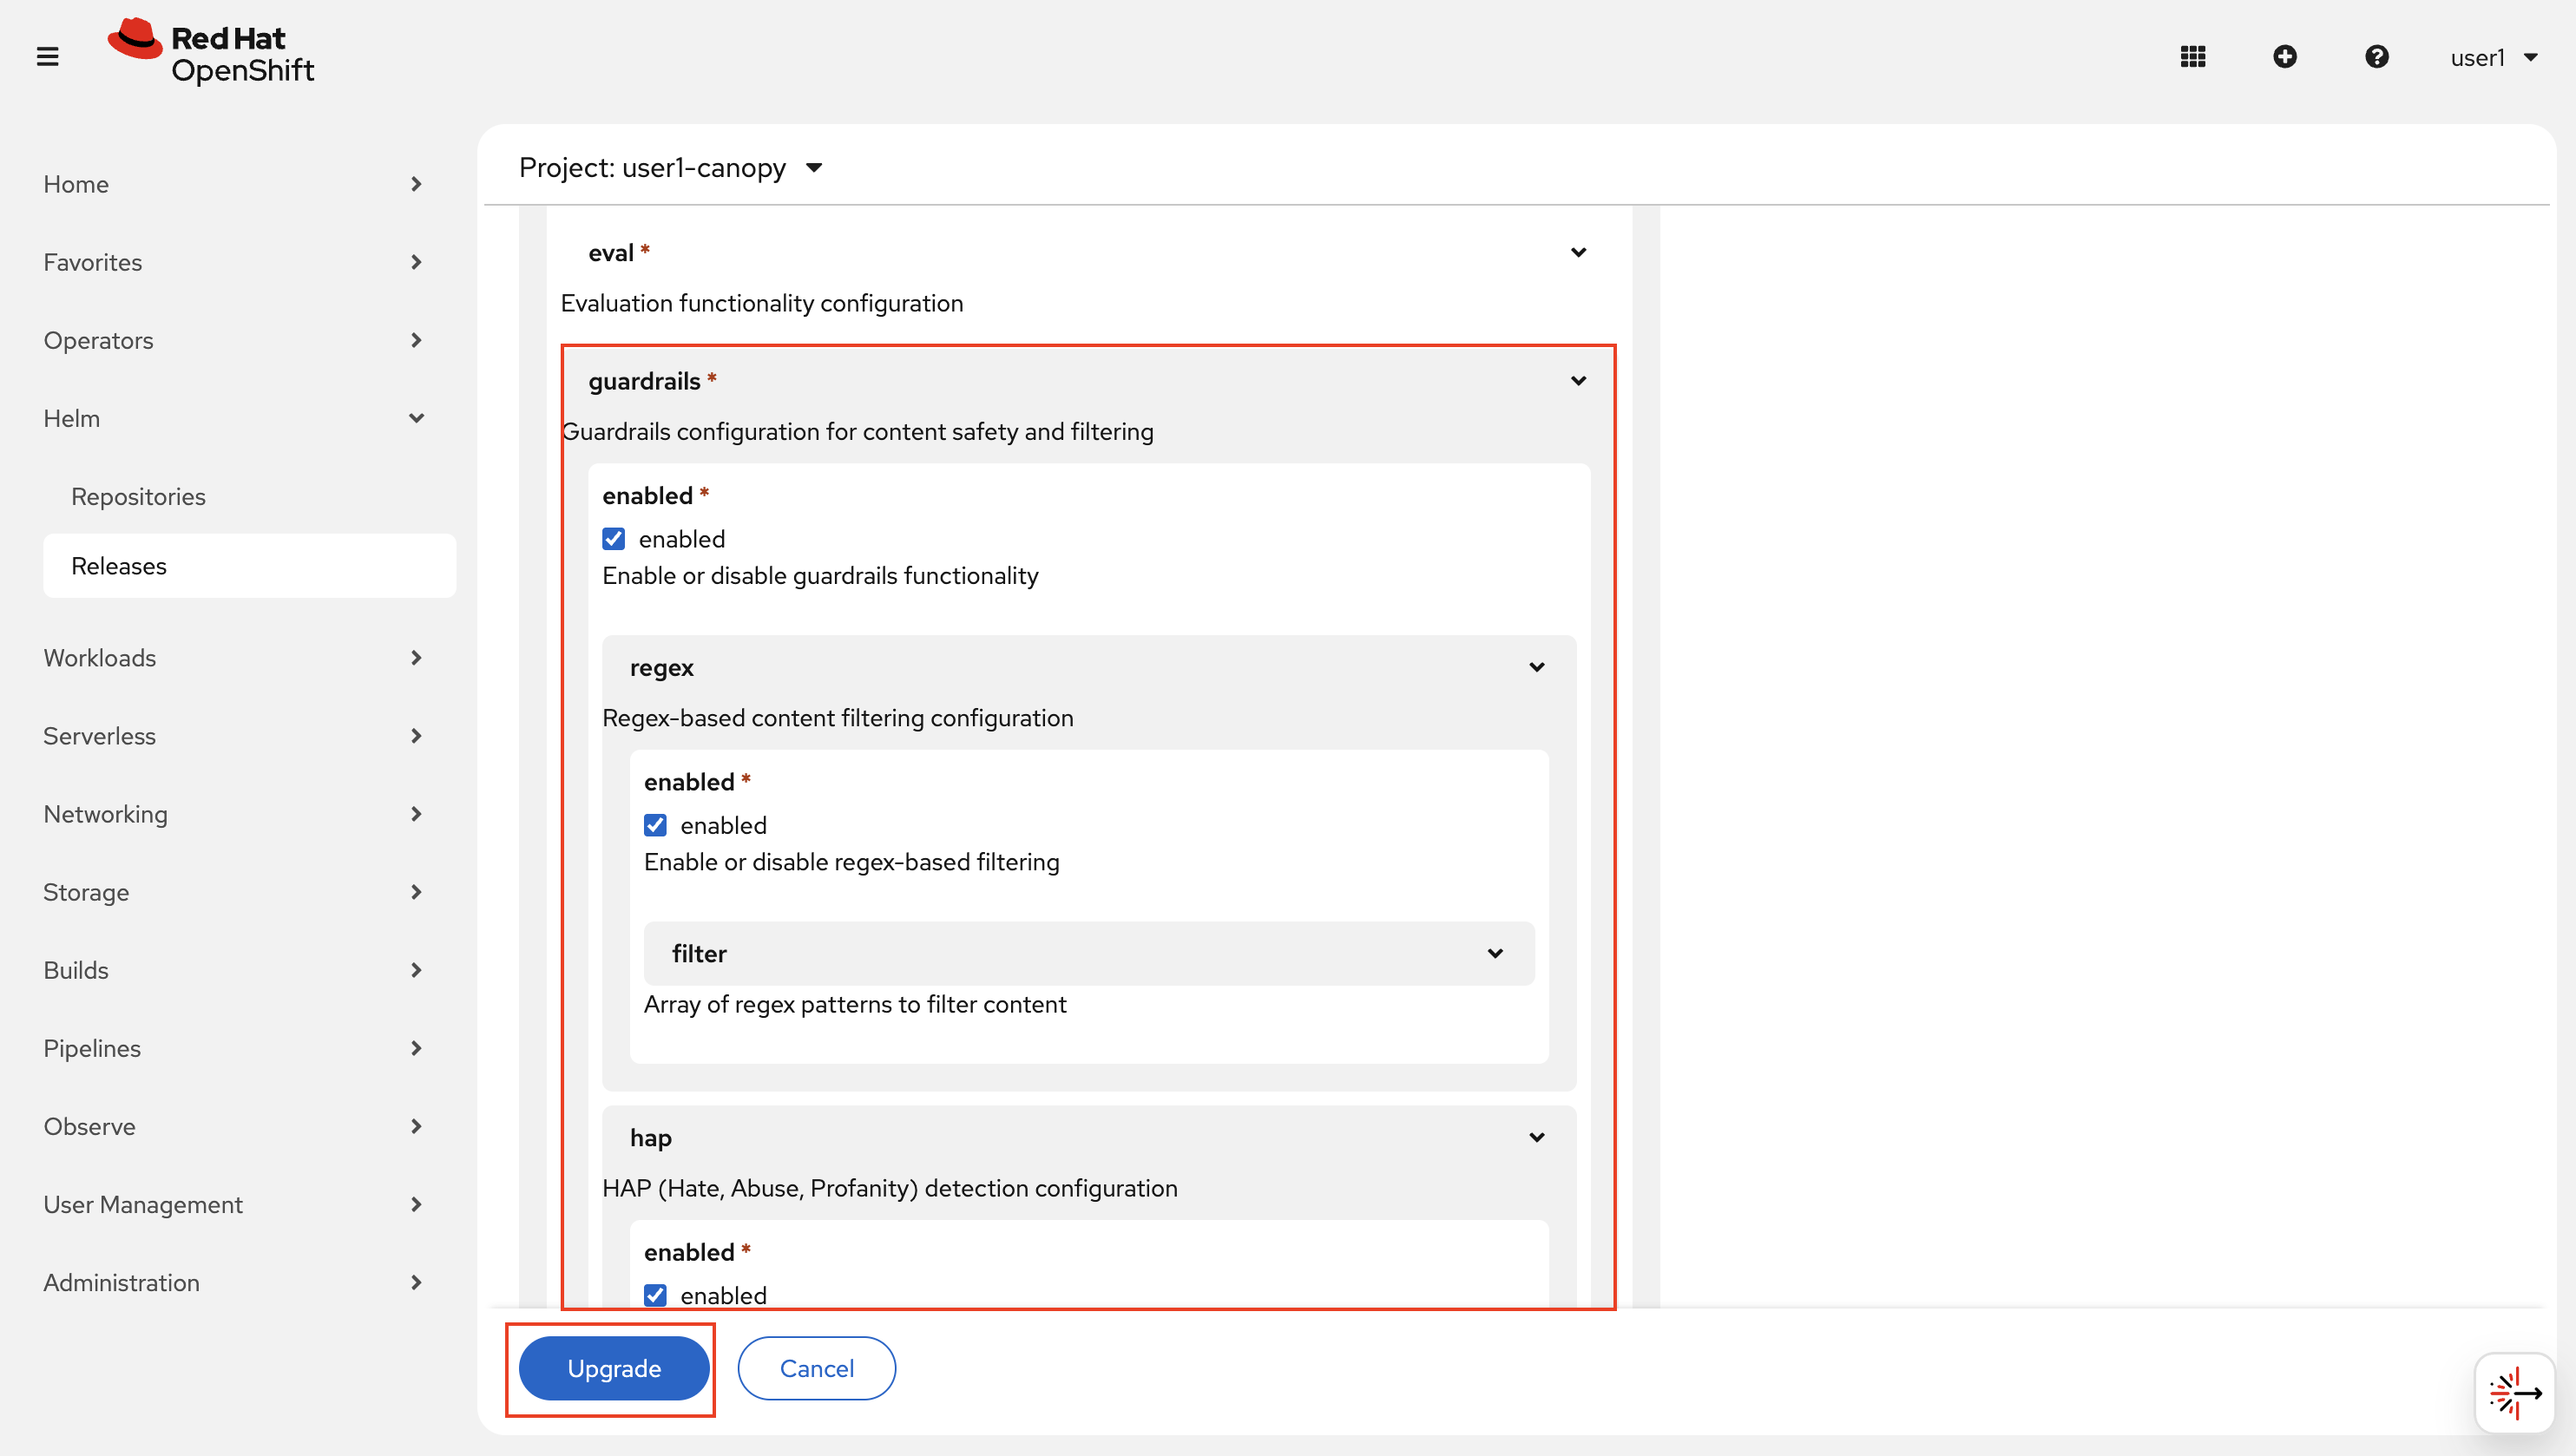 Red Hat
OpenShift
user1
Home
Favorites
Operators
Helm
Repositories
Releases
Workloads
Serverless
Networking
Storage
Builds
Pipelines
Observe
User Management
Administration
Project: user1-canopy
eval *
Evaluation functionality configuration
guardrails *
Guardrails configuration for content safety and filtering
enabled *
enabled
Enable or disable guardrails functionality
regex
Regex-based content filtering configuration
enabled *
enabled
Enable or disable regex-based filtering
filter
Array of regex patterns to filter content
hap
HAP (Hate, Abuse, Profanity) detection configuration
enabled *
enabled
Upgrade
Cancel